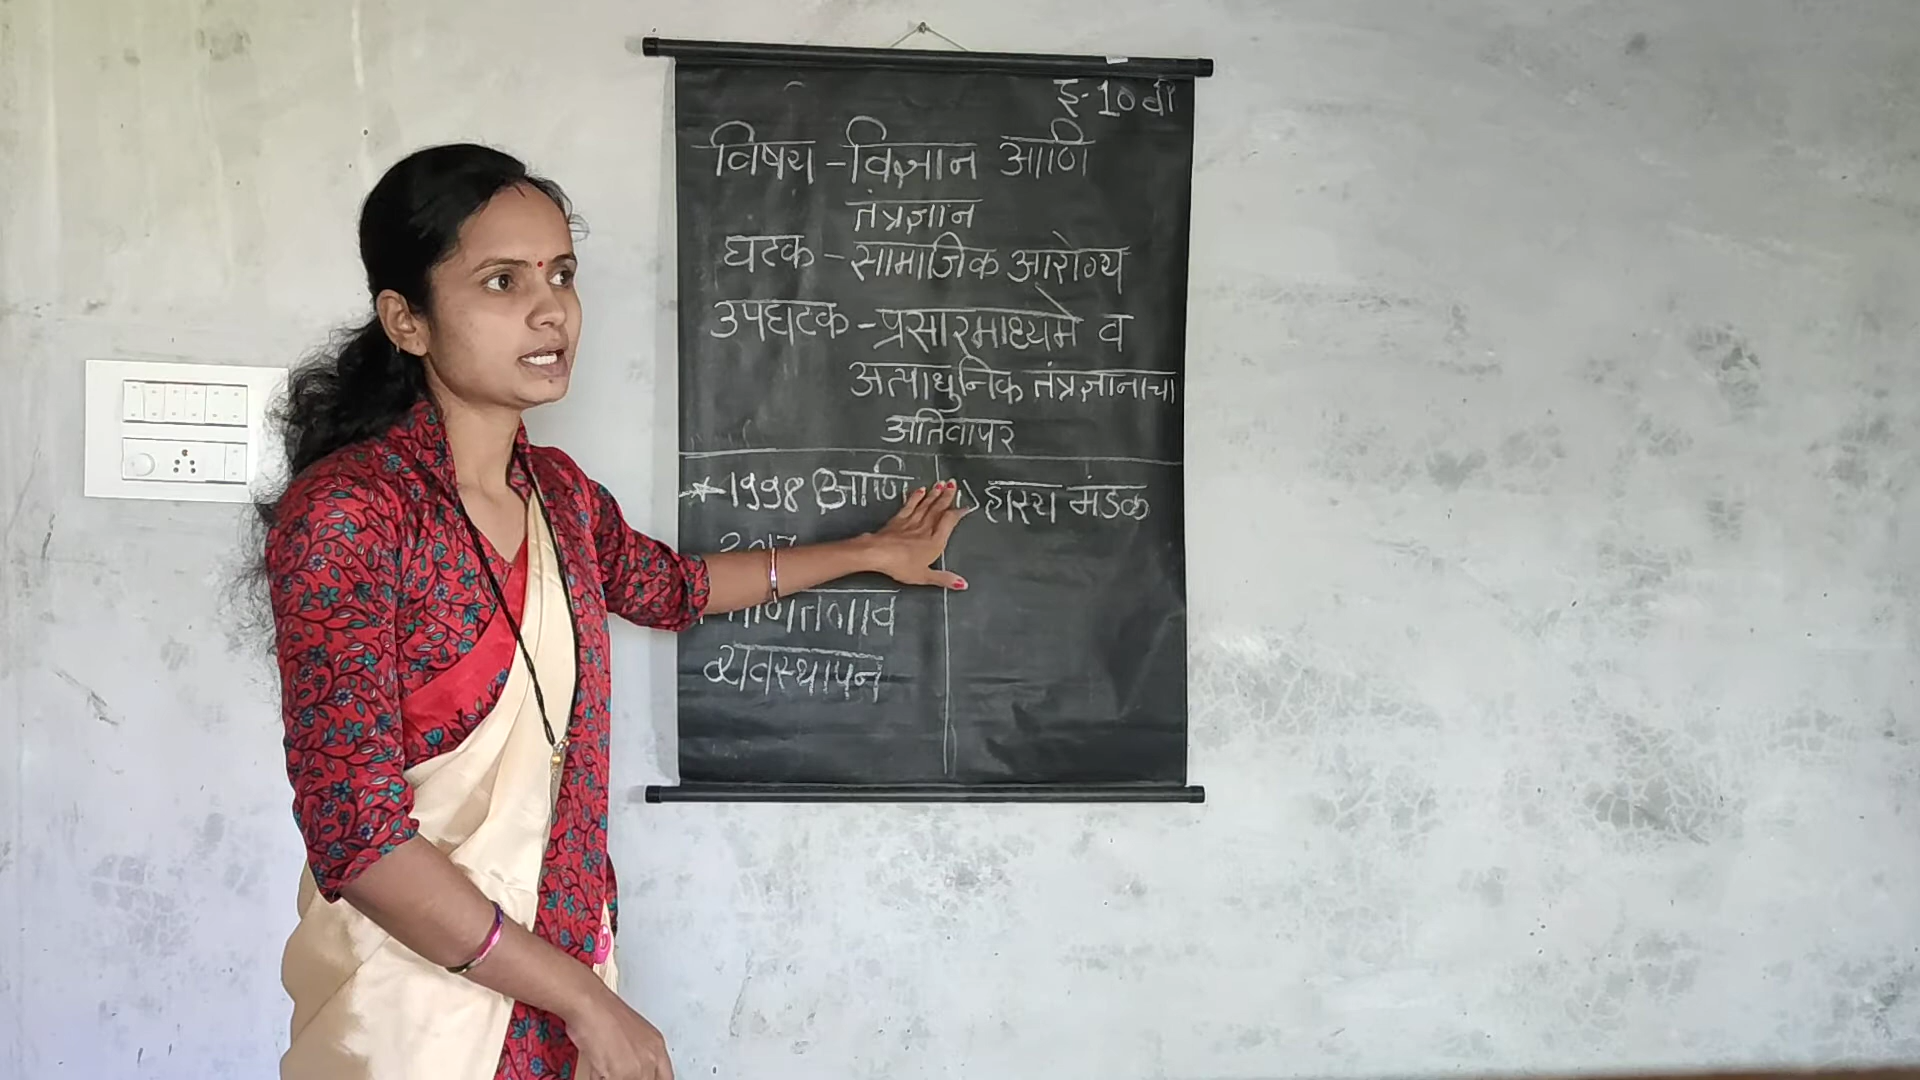 इ-10वी
विषय - विज्ञान आणि
तंत्रज्ञान
घटक - सामाजिक आरोग्य
उपघटक - प्रसारमाध्यमे व
अत्याधुनिक तंत्रज्ञानाचा
अतिवापर
* 1998 आणि
हास्य मंडळ
व्यवस्थापन